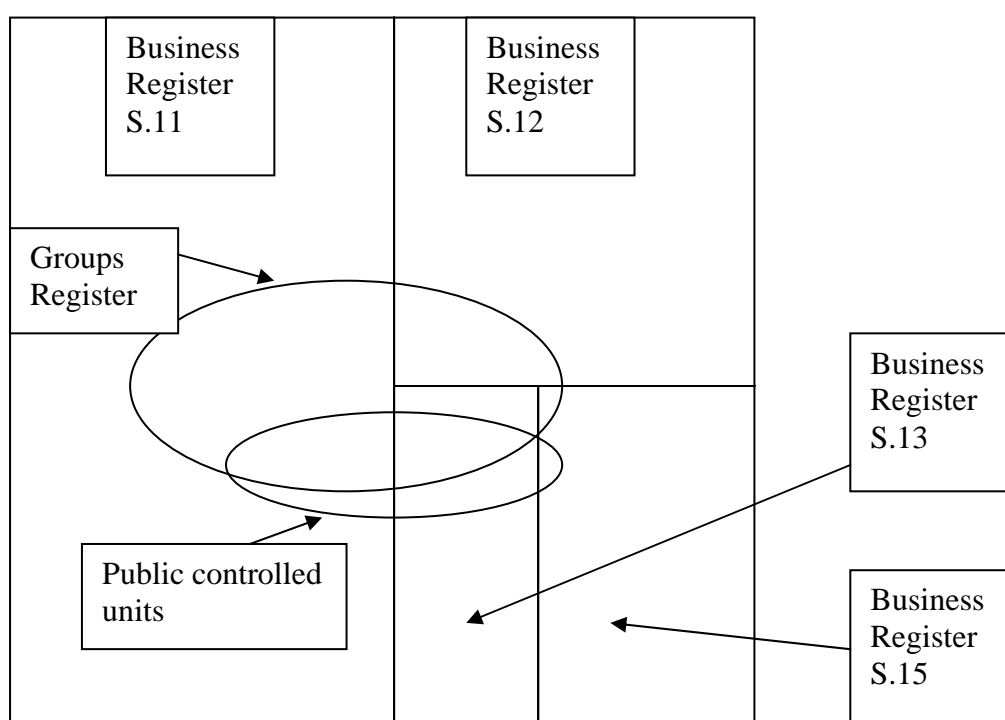 Business
Register
S.11
Business
Register
S.12
Groups
Register
Business
Register
S.13
Public controlled
units
Business
Register
S.15